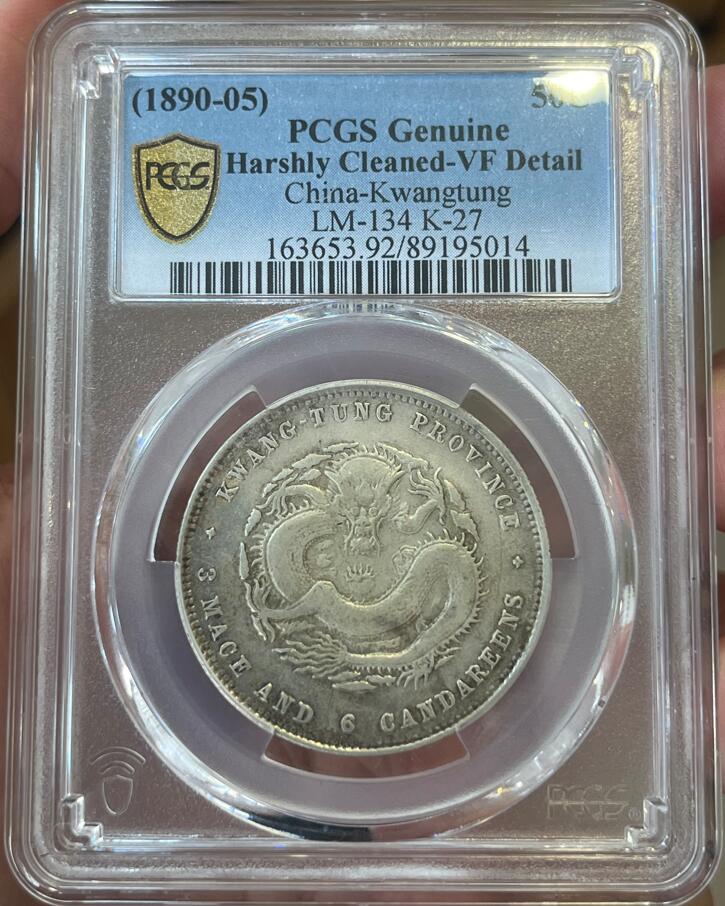 (1890-05) 50C
PCGS Genuine
PCGS
Harshly Cleaned-VF Detail
China-Kwangtung
LM-134 K-27
163653.92/89195014
KWANG-TUNG PROVINCE
3 MACE AND 6 CANDAREENS
PCGS